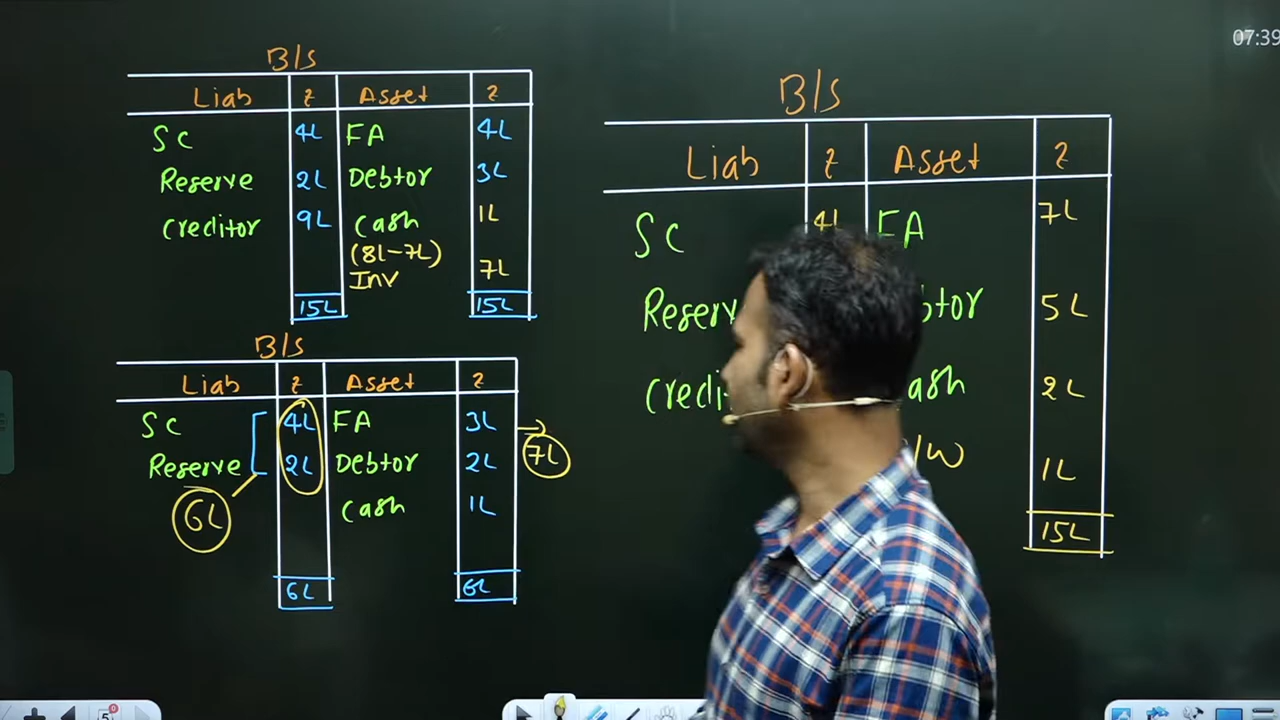 07:39
B/S
Liab ₹ Asset ₹
SC 4L FA 4L
Reserve 2L Debtor 3L
Creditor 9L Cash 1L
(8L-7L)
Inv 7L
15L 15L
B/S
Liab ₹ Asset ₹
SC 4L FA 3L
7L
Reserve 2L Debtor 2L
6L
Cash 1L
6L 6L
B/S
Liab ₹ Asset ₹
SC 4L FA 7L
5L
2L
/W 1L
15L
5
0